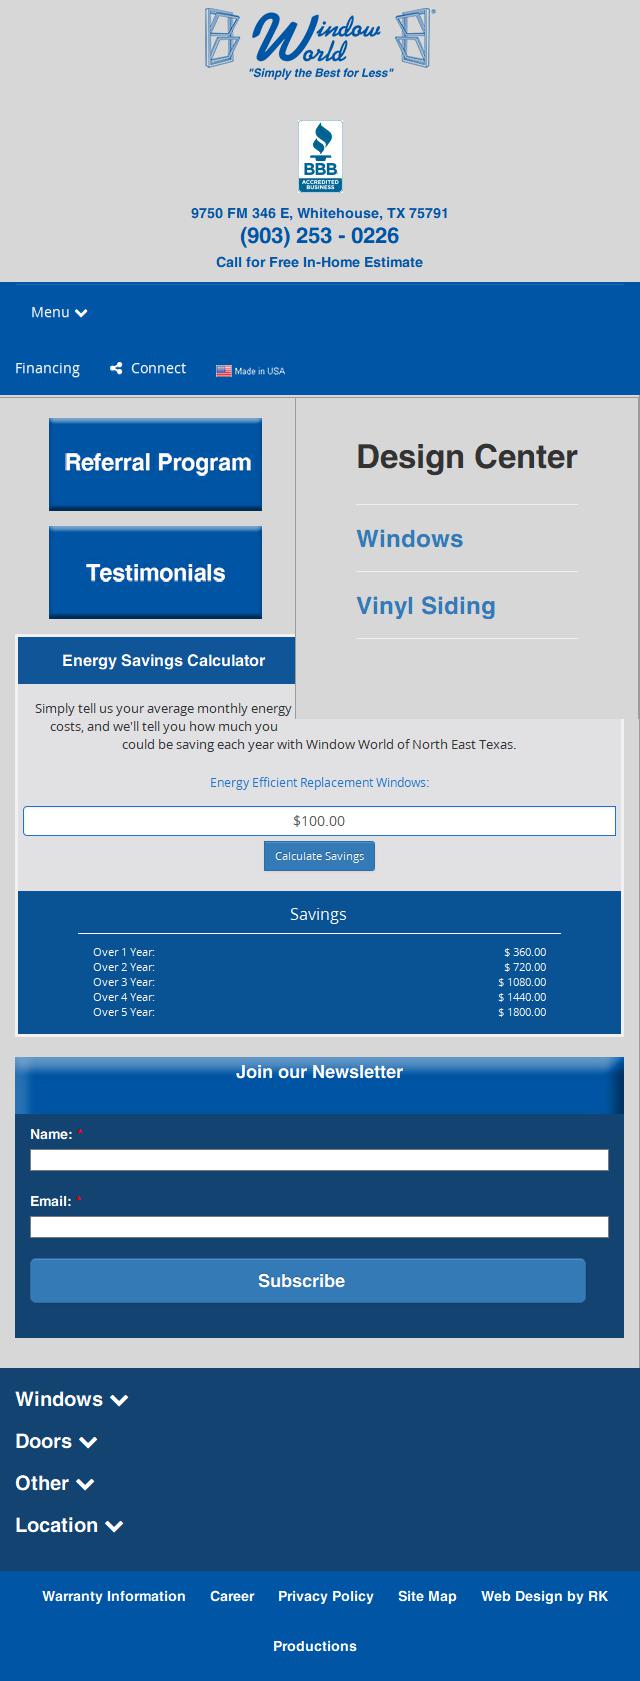 Window World
"Simply the Best for Less"
BBB
ACCREDITED
BUSINESS
9750 FM 346 E, Whitehouse, TX 75791
(903) 253 - 0226
Call for Free In-Home Estimate
Menu
Financing Connect Made in USA
Referral Program
Testimonials
Design Center
Windows
Vinyl Siding
Energy Savings Calculator
Simply tell us your average monthly energy
costs, and we'll tell you how much you
could be saving each year with Window World of North East Texas.
Energy Efficient Replacement Windows:
$100.00
Calculate Savings
Savings
Over 1 Year: $ 360.00
Over 2 Year: $ 720.00
Over 3 Year: $ 1080.00
Over 4 Year: $ 1440.00
Over 5 Year: $ 1800.00
Join our Newsletter
Name: *
Email: *
Subscribe
Windows
Doors
Other
Location
Warranty Information Career Privacy Policy Site Map Web Design by RK
Productions